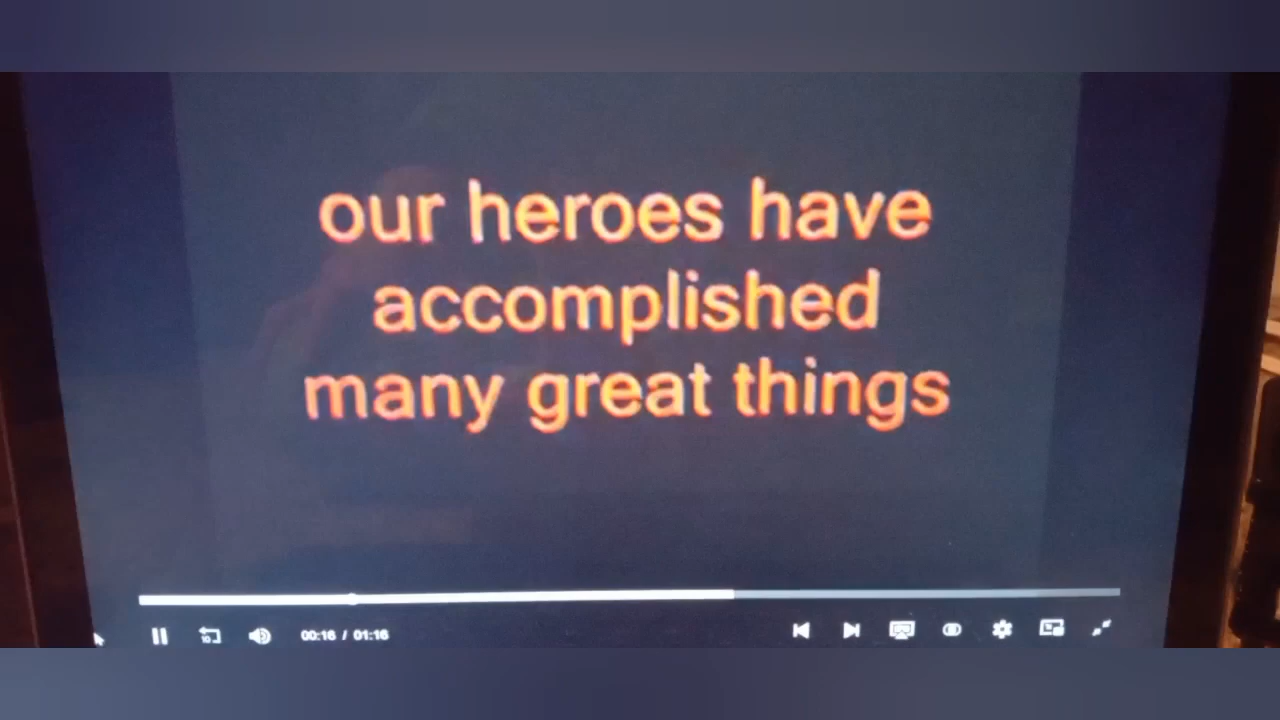 our heroes have
accomplished
many great things
00:16 / 01:16